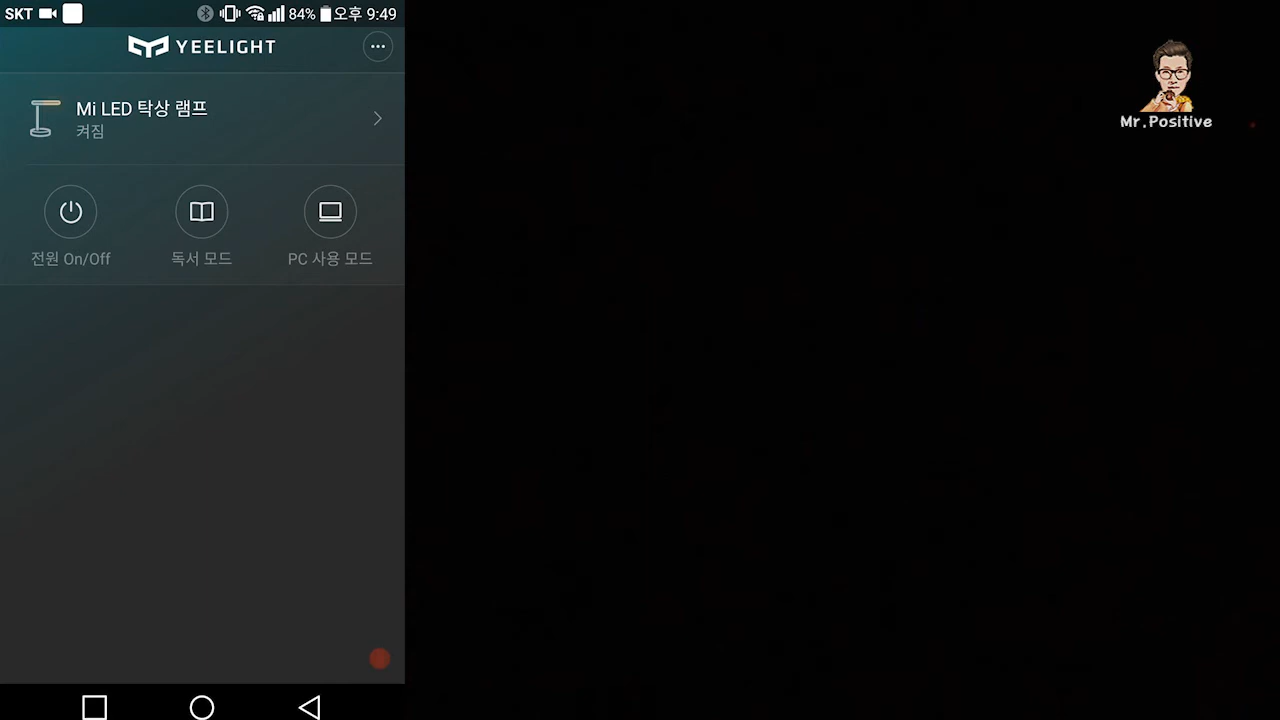 SKT 84% 오후 9:49
YEELIGHT
Mi LED 탁상 램프
켜짐
전원 On/Off 독서 모드 PC 사용 모드
Mr.Positive